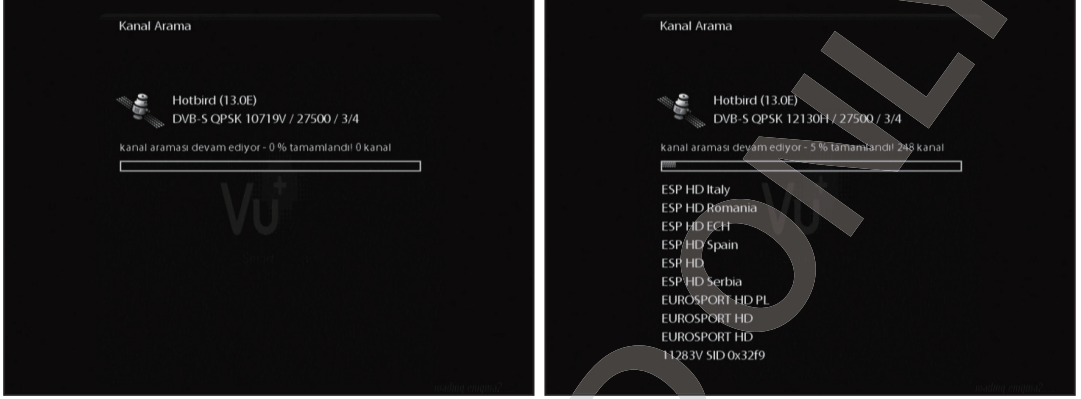 Kanal Arama
Hotbird (13.0E)
DVB-S QPSK 10719V / 27500 / 3/4
kanal araması devam ediyor - 0 % tamamlandı! 0 kanal
Vu+
Kanal Arama
Hotbird (13.0E)
DVB-S QPSK 12130H / 27500 / 3/4
kanal araması devam ediyor - 5 % tamamlandı! 248 kanal
ESP HD Italy
ESP HD Romania
ESP HD ECH
ESP HD Spain
ESP HD
ESP HD Serbia
EUROSPORT HD PL
EUROSPORT HD
EUROSPORT HD
11283V SID 0x32f9
Vu+
ONLY